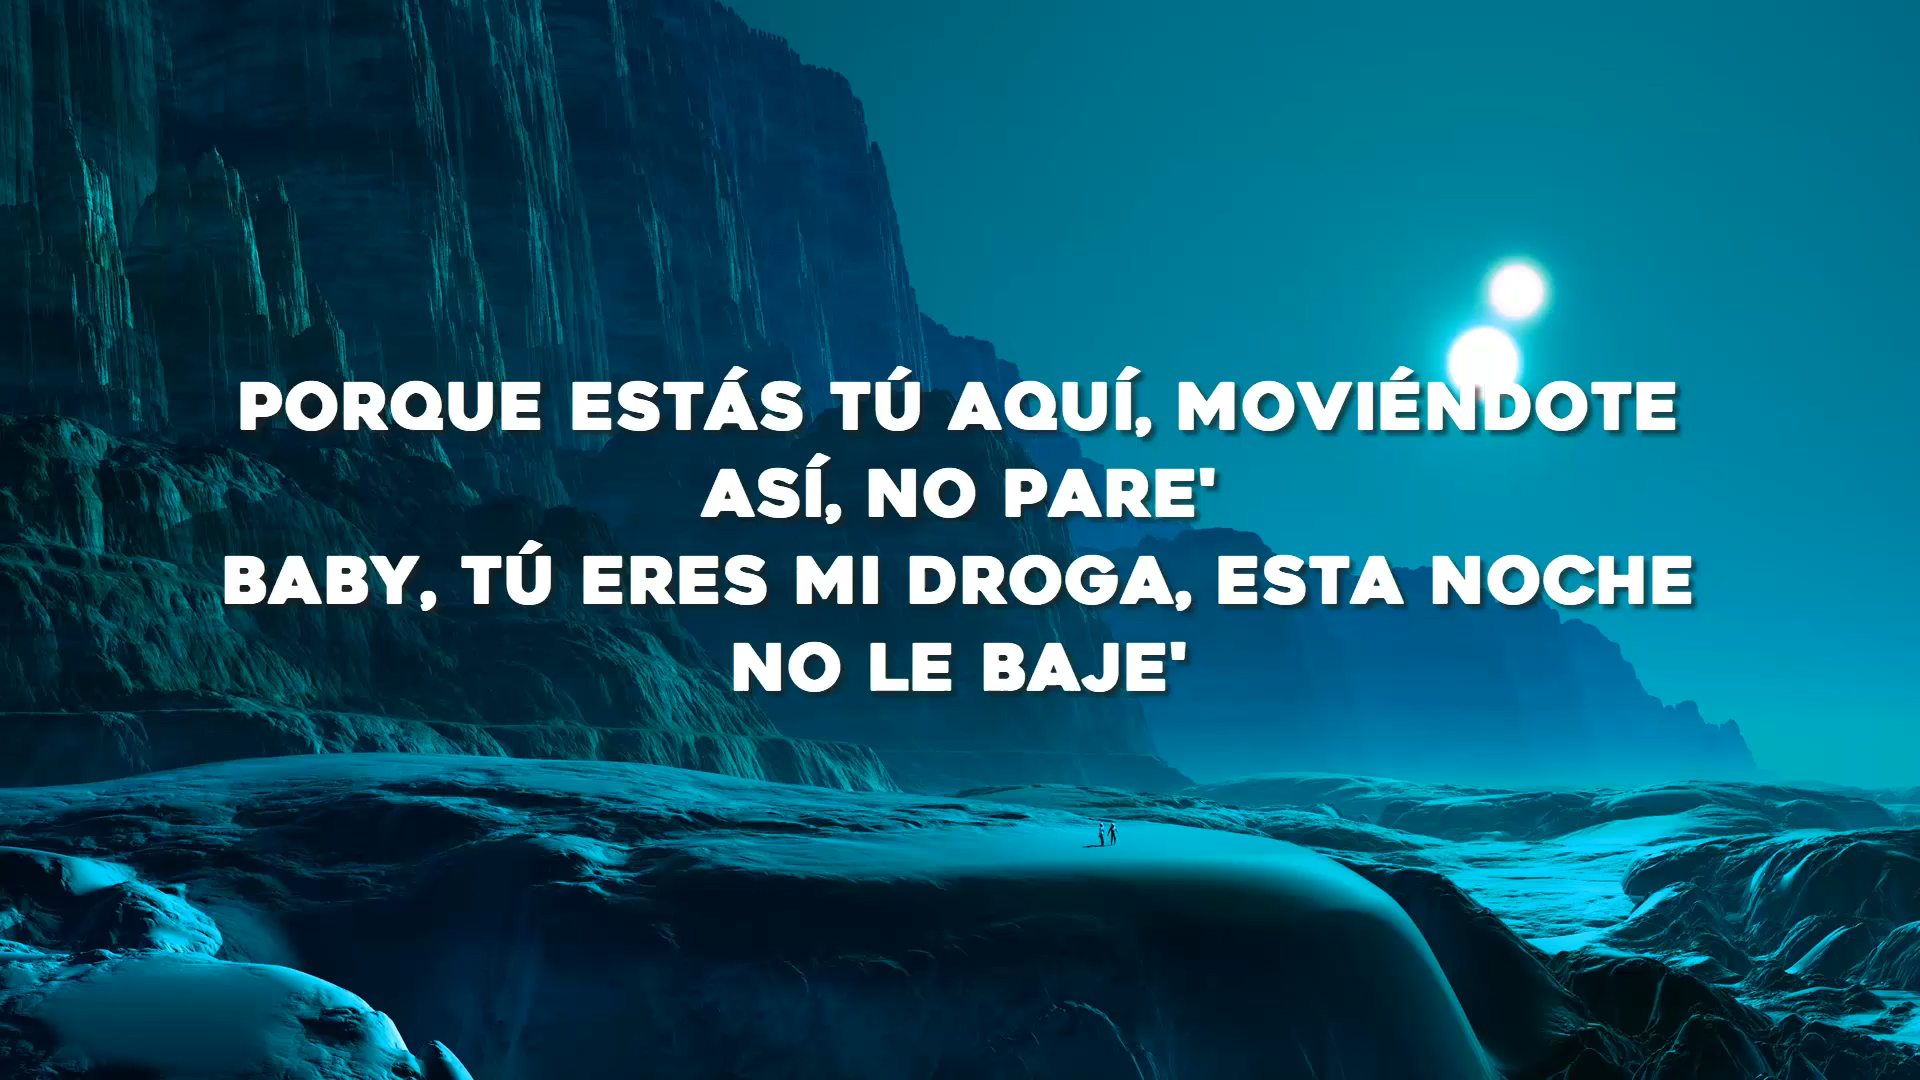 PORQUE ESTÁS TÚ AQUÍ, MOVIÉNDOTE
ASÍ, NO PARE'
BABY, TÚ ERES MI DROGA, ESTA NOCHE
NO LE BAJE'